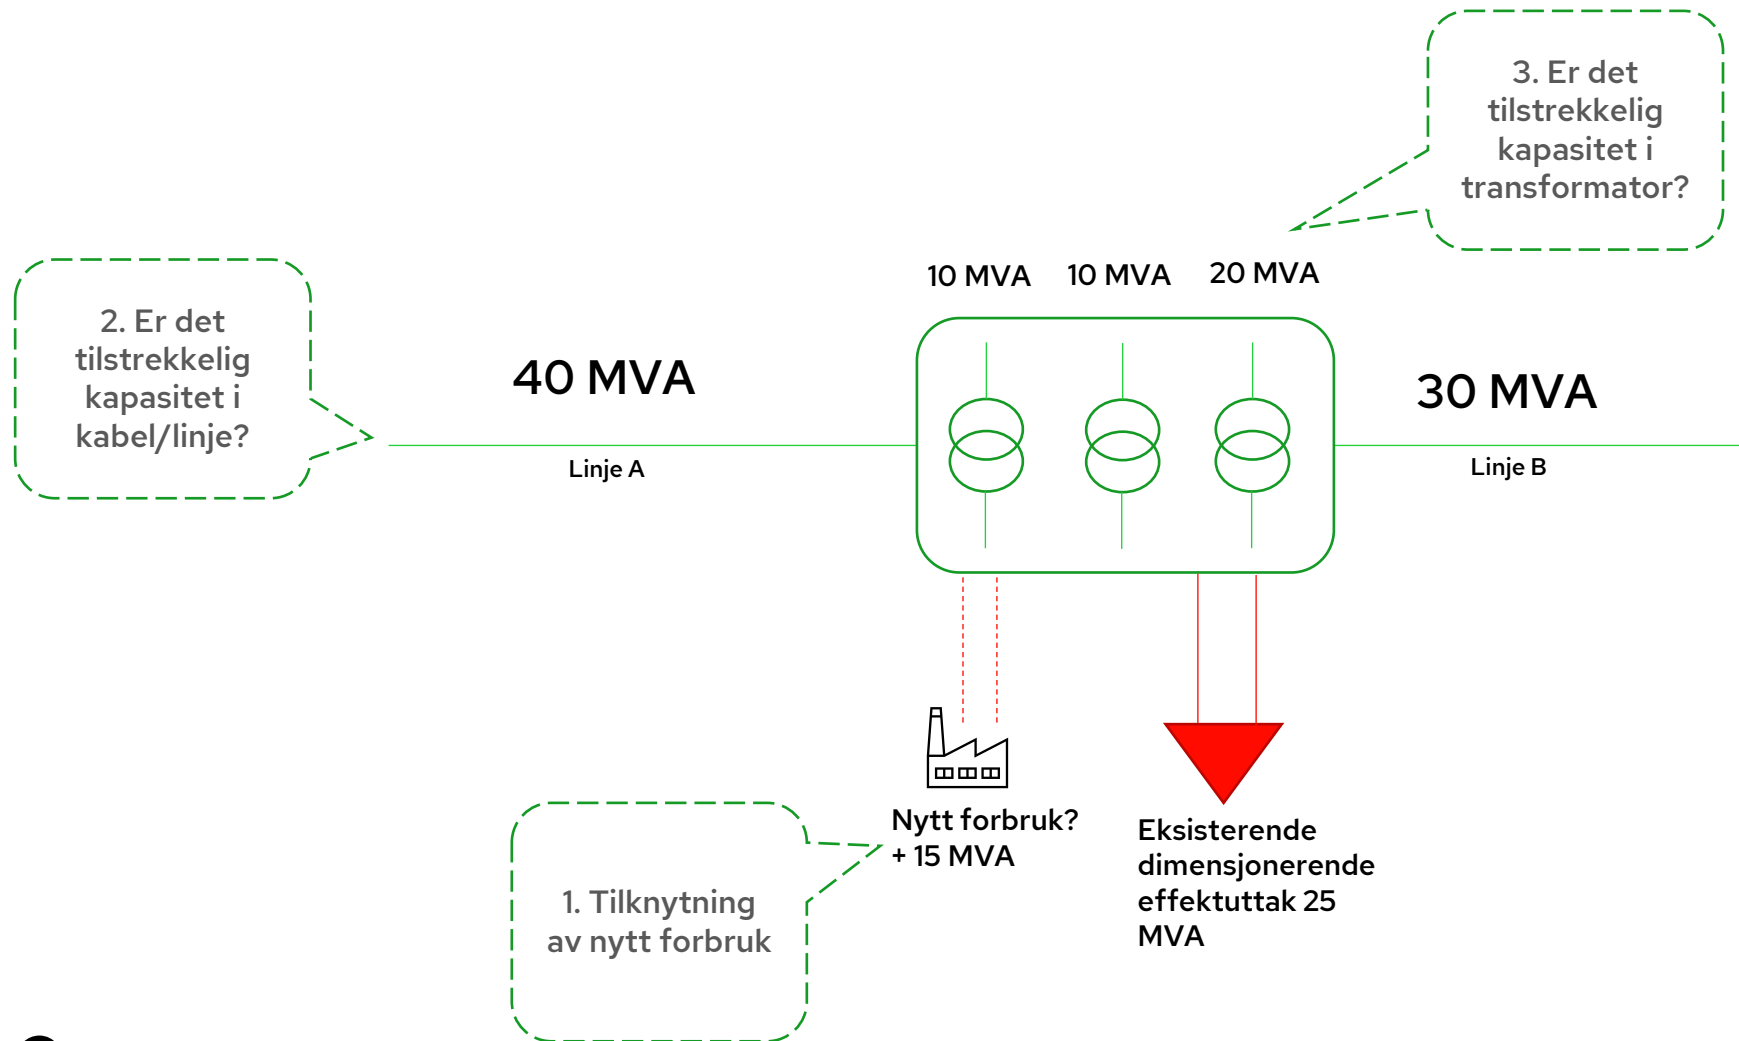 3. Er det
tilstrekkelig
kapasitet i
transformator?
10 MVA
10 MVA
20 MVA
2. Er det
tilstrekkelig
kapasitet i
kabel/linje?
40 MVA
30 MVA
Linje A
Linje B
Nytt forbruk?
+ 15 MVA
Eksisterende
dimensjonerende
effektuttak 25
MVA
1. Tilknytning
av nytt forbruk